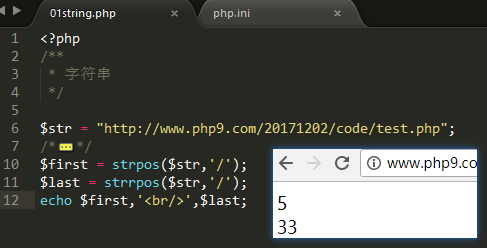 01string.php × php.ini ×
1 <?php
2 /**
3 * 字符串
4 */
5
6 $str = "http://www.php9.com/20171202/code/test.php";
7 /*•••*/
10 $first = strpos($str,'/');
11 $last = strrpos($str,'/');
12 echo $first,'<br/>',$last;
www.php9.co
5
33